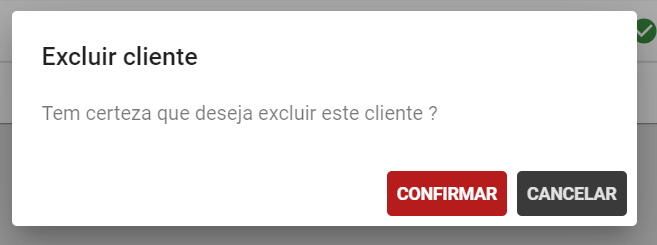 Excluir cliente
Tem certeza que deseja excluir este cliente ?
CONFIRMAR CANCELAR